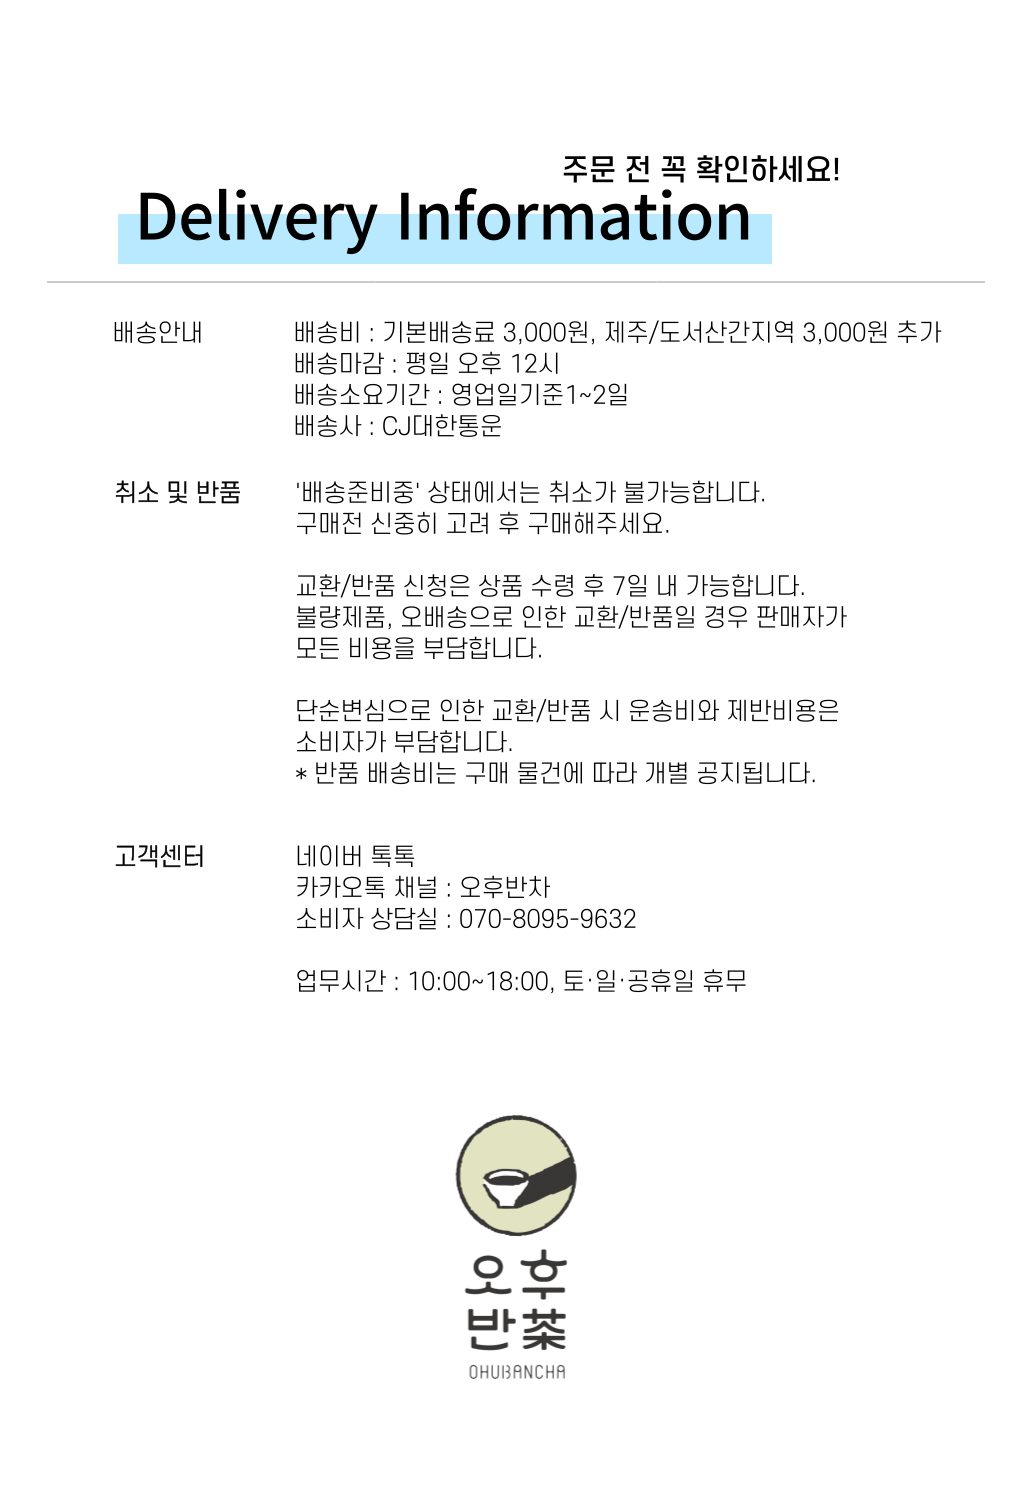 주문 전 꼭 확인하세요!
Delivery Information
배송안내
배송비 : 기본배송료 3,000원, 제주/도서산간지역 3,000원 추가
배송마감 : 평일 오후 12시
배송소요기간 : 영업일기준1~2일
배송사 : CJ대한통운
취소 및 반품
'배송준비중' 상태에서는 취소가 불가능합니다.
구매전 신중히 고려 후 구매해주세요.
교환/반품 신청은 상품 수령 후 7일 내 가능합니다.
불량제품, 오배송으로 인한 교환/반품일 경우 판매자가
모든 비용을 부담합니다.
단순변심으로 인한 교환/반품 시 운송비와 제반비용은
소비자가 부담합니다.
* 반품 배송비는 구매 물건에 따라 개별 공지됩니다.
고객센터
네이버 톡톡
카카오톡 채널 : 오후반차
소비자 상담실 : 070-8095-9632
업무시간 : 10:00~18:00, 토·일·공휴일 휴무
오후
반茶
OHUBANCHA